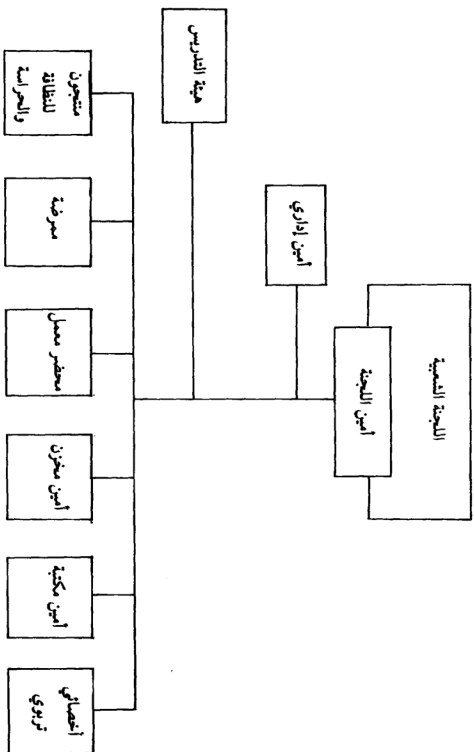 اللجنة الشعبية
أمين اللجنة
أمين إداري
هيئة التدريس
أخصائي
تربوي
أمين مكتبة
أمين مخزن
محضر معمل
ممرضة
منتجون
للنظافة
والحراسة